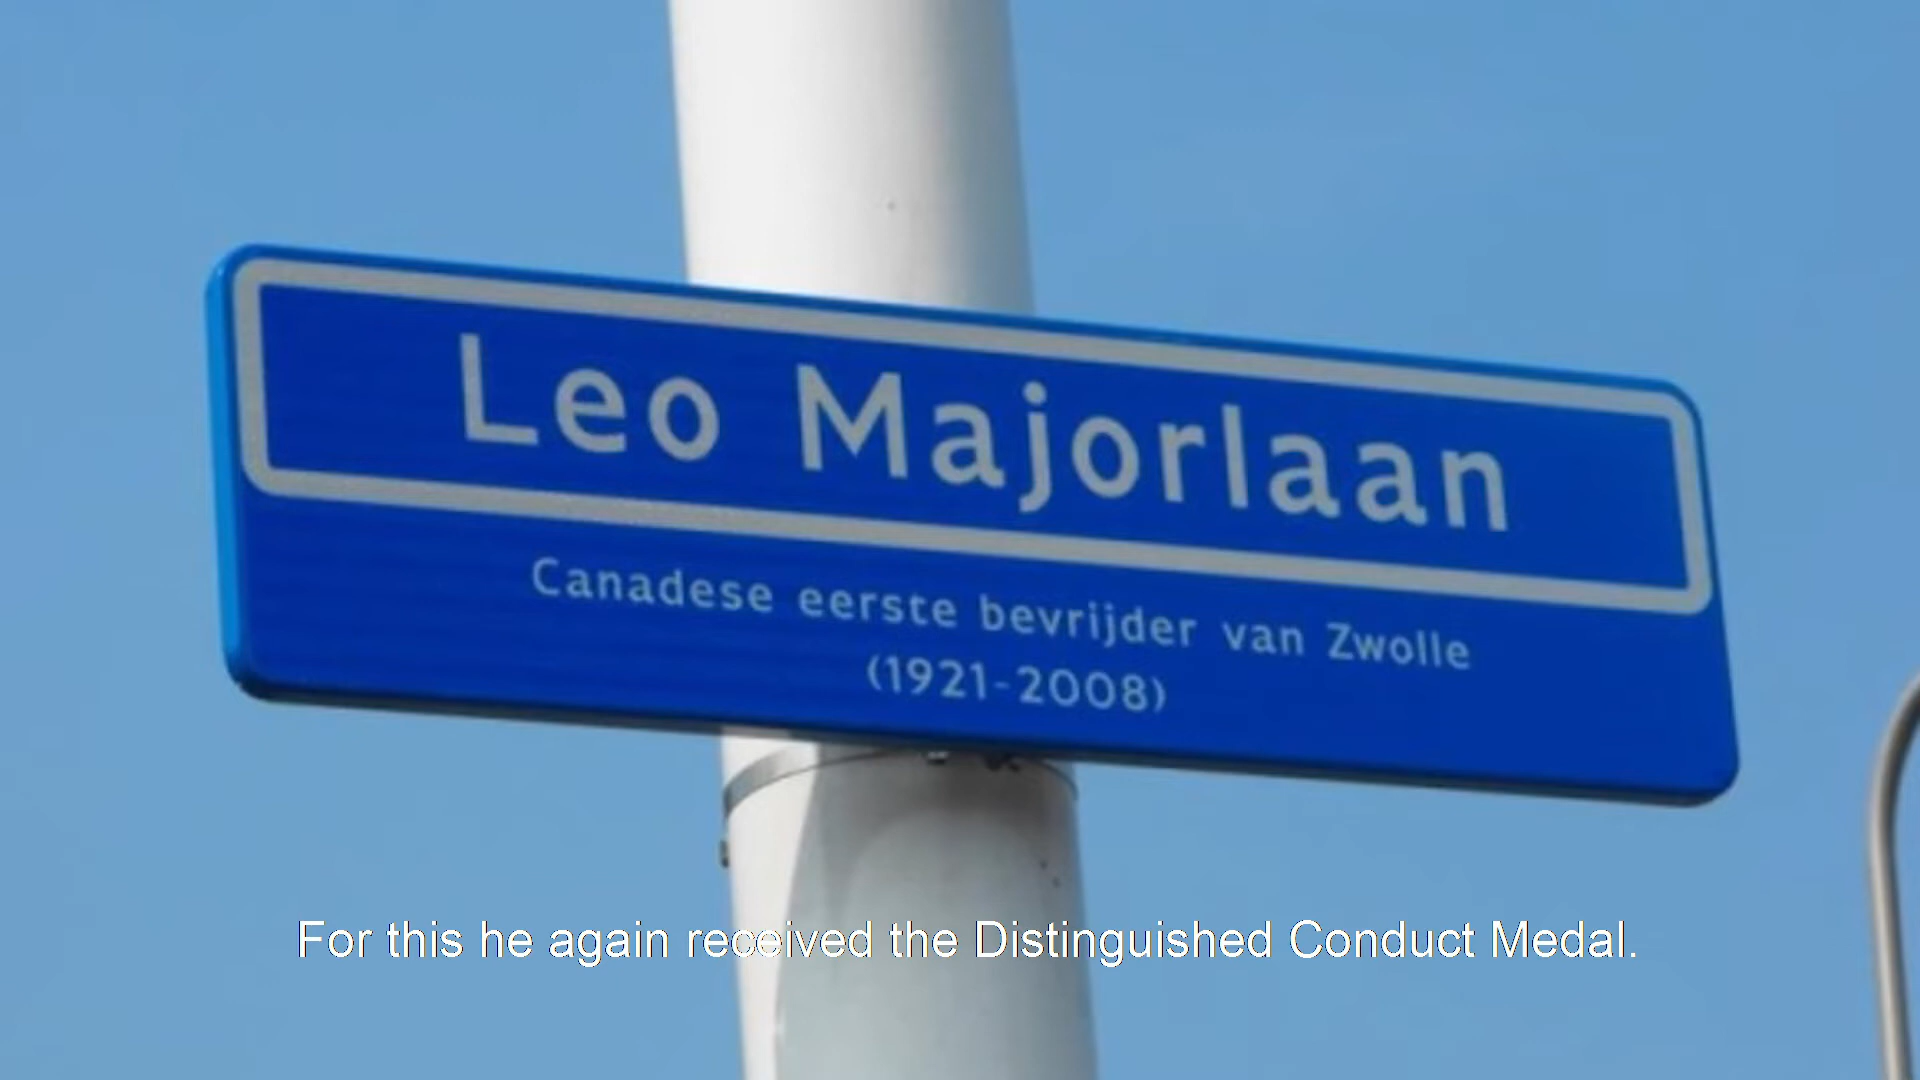 Leo Majorlaan
Canadese eerste bevrijder van Zwolle
(1921-2008)
For this he again received the Distinguished Conduct Medal.